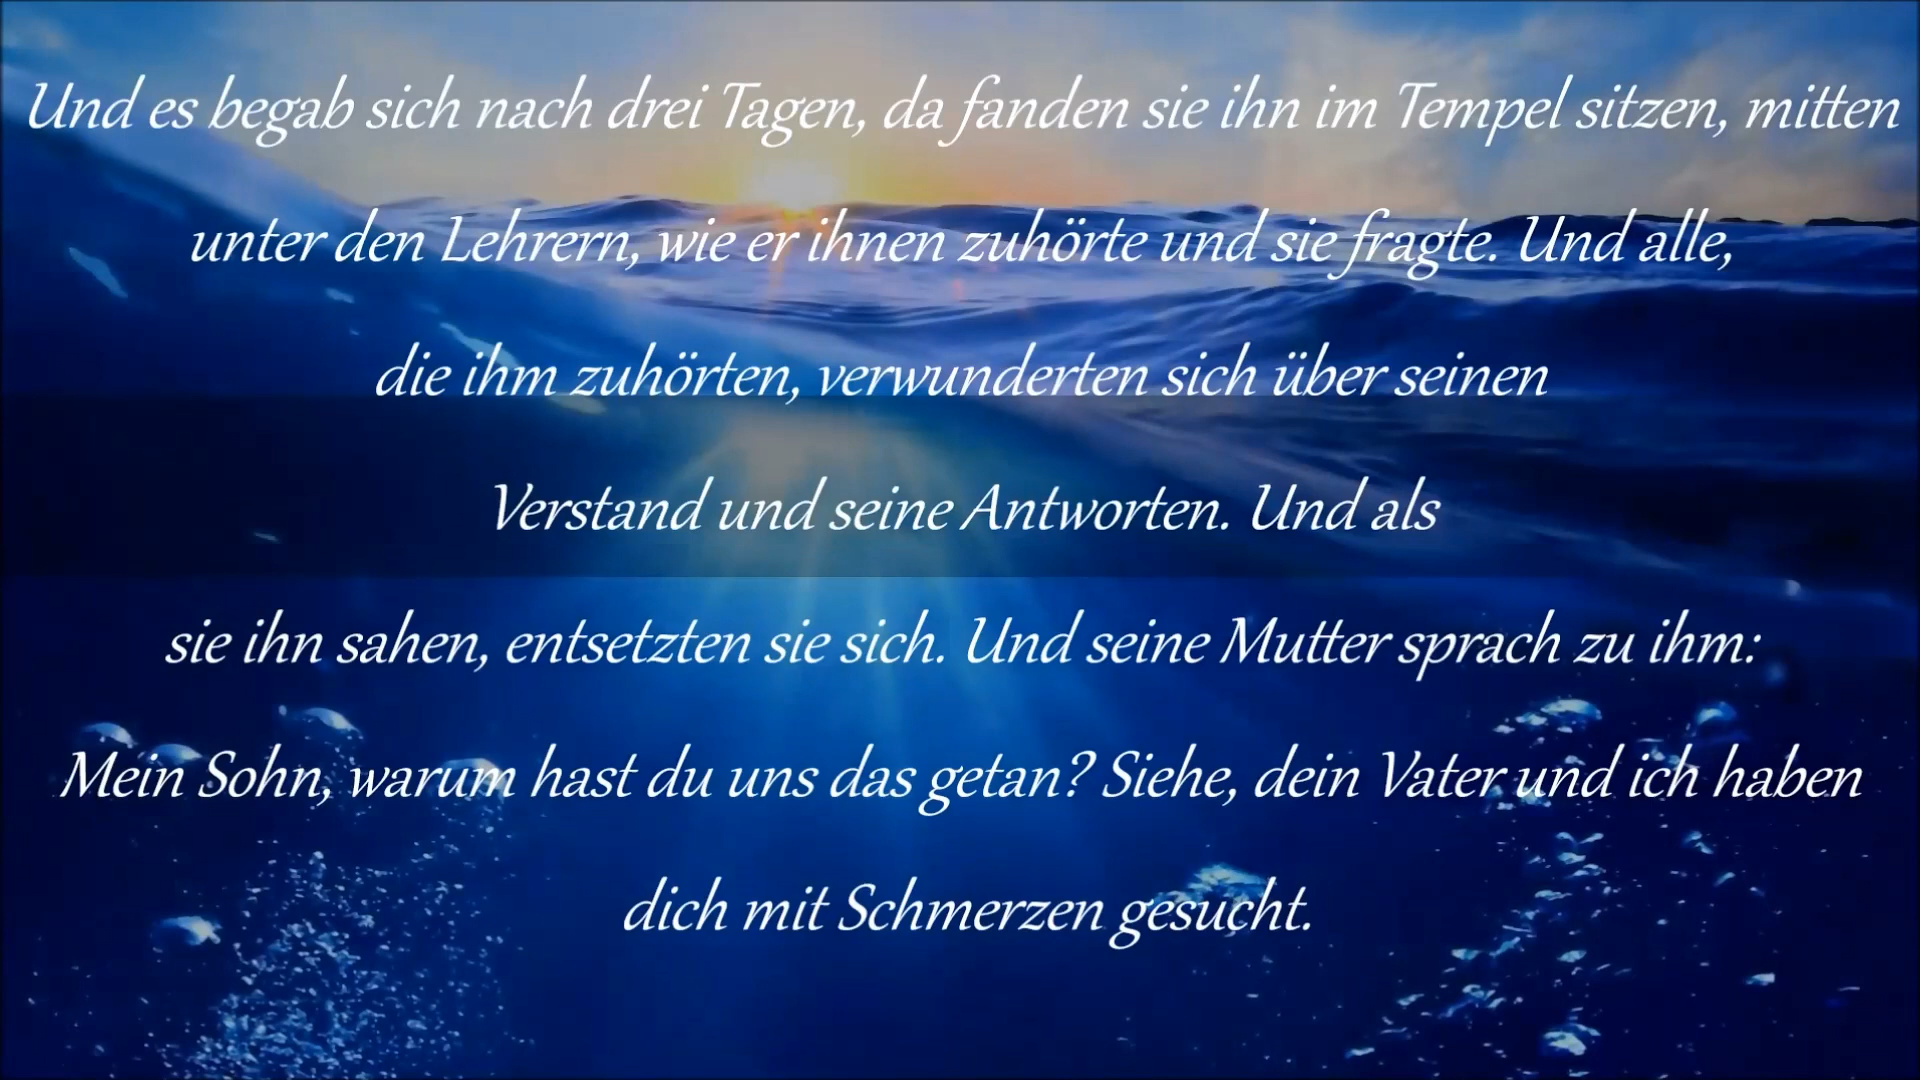 Und es begab sich nach drei Tagen, da fanden sie ihn im Tempel sitzen, mitten
unter den Lehrern, wie er ihnen zuhörte und sie fragte. Und alle,
die ihm zuhörten, verwunderten sich über seinen
Verstand und seine Antworten. Und als
sie ihn sahen, entsetzten sie sich. Und seine Mutter sprach zu ihm:
Mein Sohn, warum hast du uns das getan? Siehe, dein Vater und ich haben
dich mit Schmerzen gesucht.